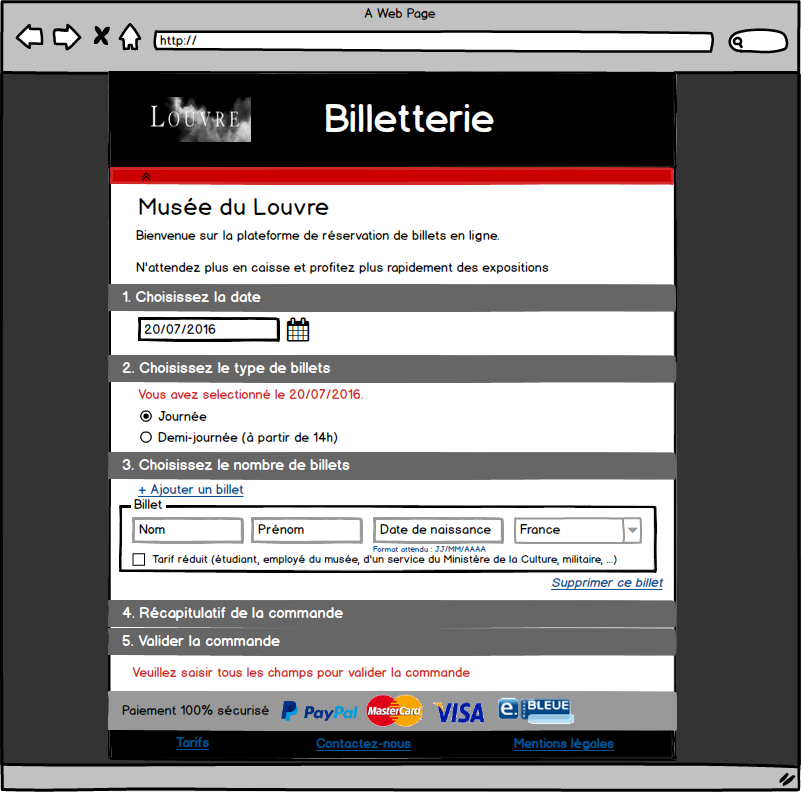 A Web Page
http://
LOUVRE
Billetterie
Musée du Louvre
Bienvenue sur la plateforme de réservation de billets en ligne.
N'attendez plus en caisse et profitez plus rapidement des expositions
1. Choisissez la date
20/07/2016
2. Choisissez le type de billets
Vous avez selectionné le 20/07/2016.
Journée
Demi-journée (à partir de 14h)
3. Choisissez le nombre de billets
+ Ajouter un billet
Billet
Nom Prénom Date de naissance France
Format attendu : JJ/MM/AAAA
Tarif réduit (étudiant, employé du musée, d'un service du Ministère de la Culture, militaire, ...)
Supprimer ce billet
4. Récapitulatif de la commande
5. Valider la commande
Veuillez saisir tous les champs pour valider la commande
Paiement 100% sécurisé P PayPal MasterCard VISA e. BLEUE
Tarifs Contactez-nous Mentions légales